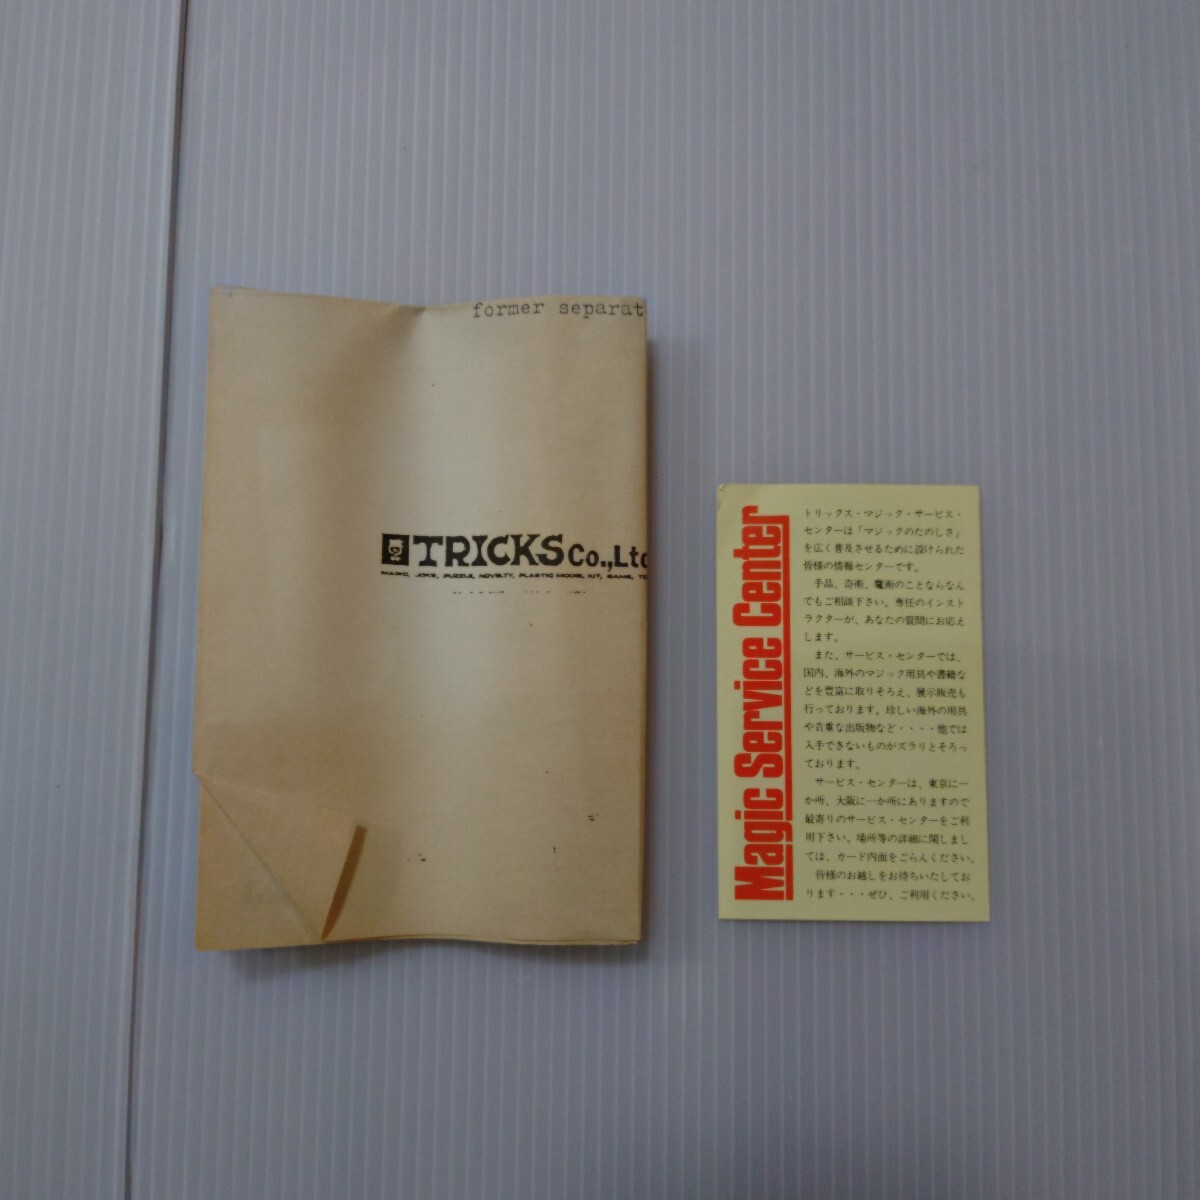 former separat
TRICKS Co.,Ltd
MAGIC, JOKE, PUZZLE, NOVELTY, PLASTIC MODEL KIT, GAME, TO
Magic Service Center
トリックス・マジック・サービス・
センターは「マジックのたのしさ」
を広く普及させるために設けられた
皆様の情報センターです。
手品、奇術、魔術のことならなん
でもご相談下さい。専任のインスト
ラクターが、あなたの質問にお応え
します。
また、サービス・センターでは、
国内、海外のマジック用具や書籍な
どを豊富に取りそろえ、展示販売も
行っております。珍しい海外の用具
や貴重な出版物など・・・・他では
入手できないものがズラリとそろっ
ております。
サービス・センターは、東京に一
か所、大阪に一か所にありますので
最寄りのサービス・センターをご利
用下さい。場所等の詳細に関しまし
ては、カード内面をごらんください。
皆様のお越しをお待ちいたしてお
ります・・・ぜひ、ご利用ください。